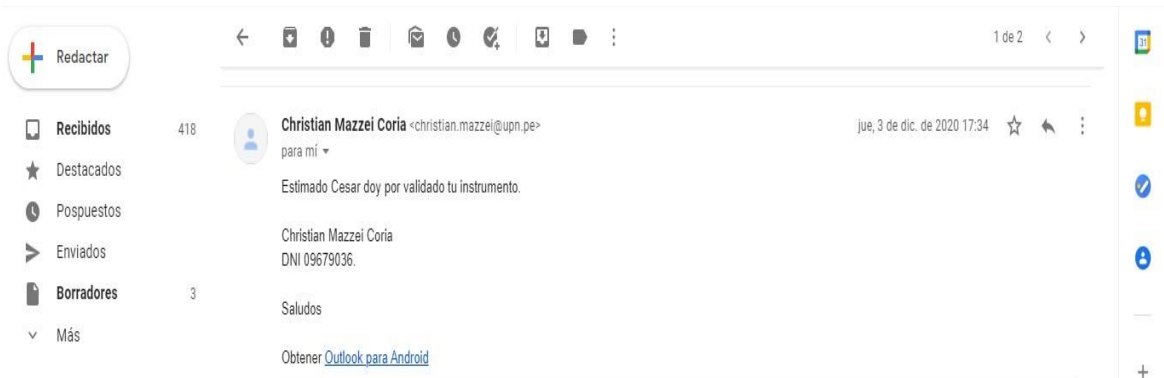 Redactar
1 de 2
31
Recibidos 418
Destacados
Pospuestos
Enviados
Borradores 3
Más
Christian Mazzei Coria <christian.mazzei@upn.pe>
jue, 3 de dic. de 2020 17:34
para mí
Estimado Cesar doy por validado tu instrumento.
Christian Mazzei Coria
DNI 09679036.
Saludos
Obtener Outlook para Android